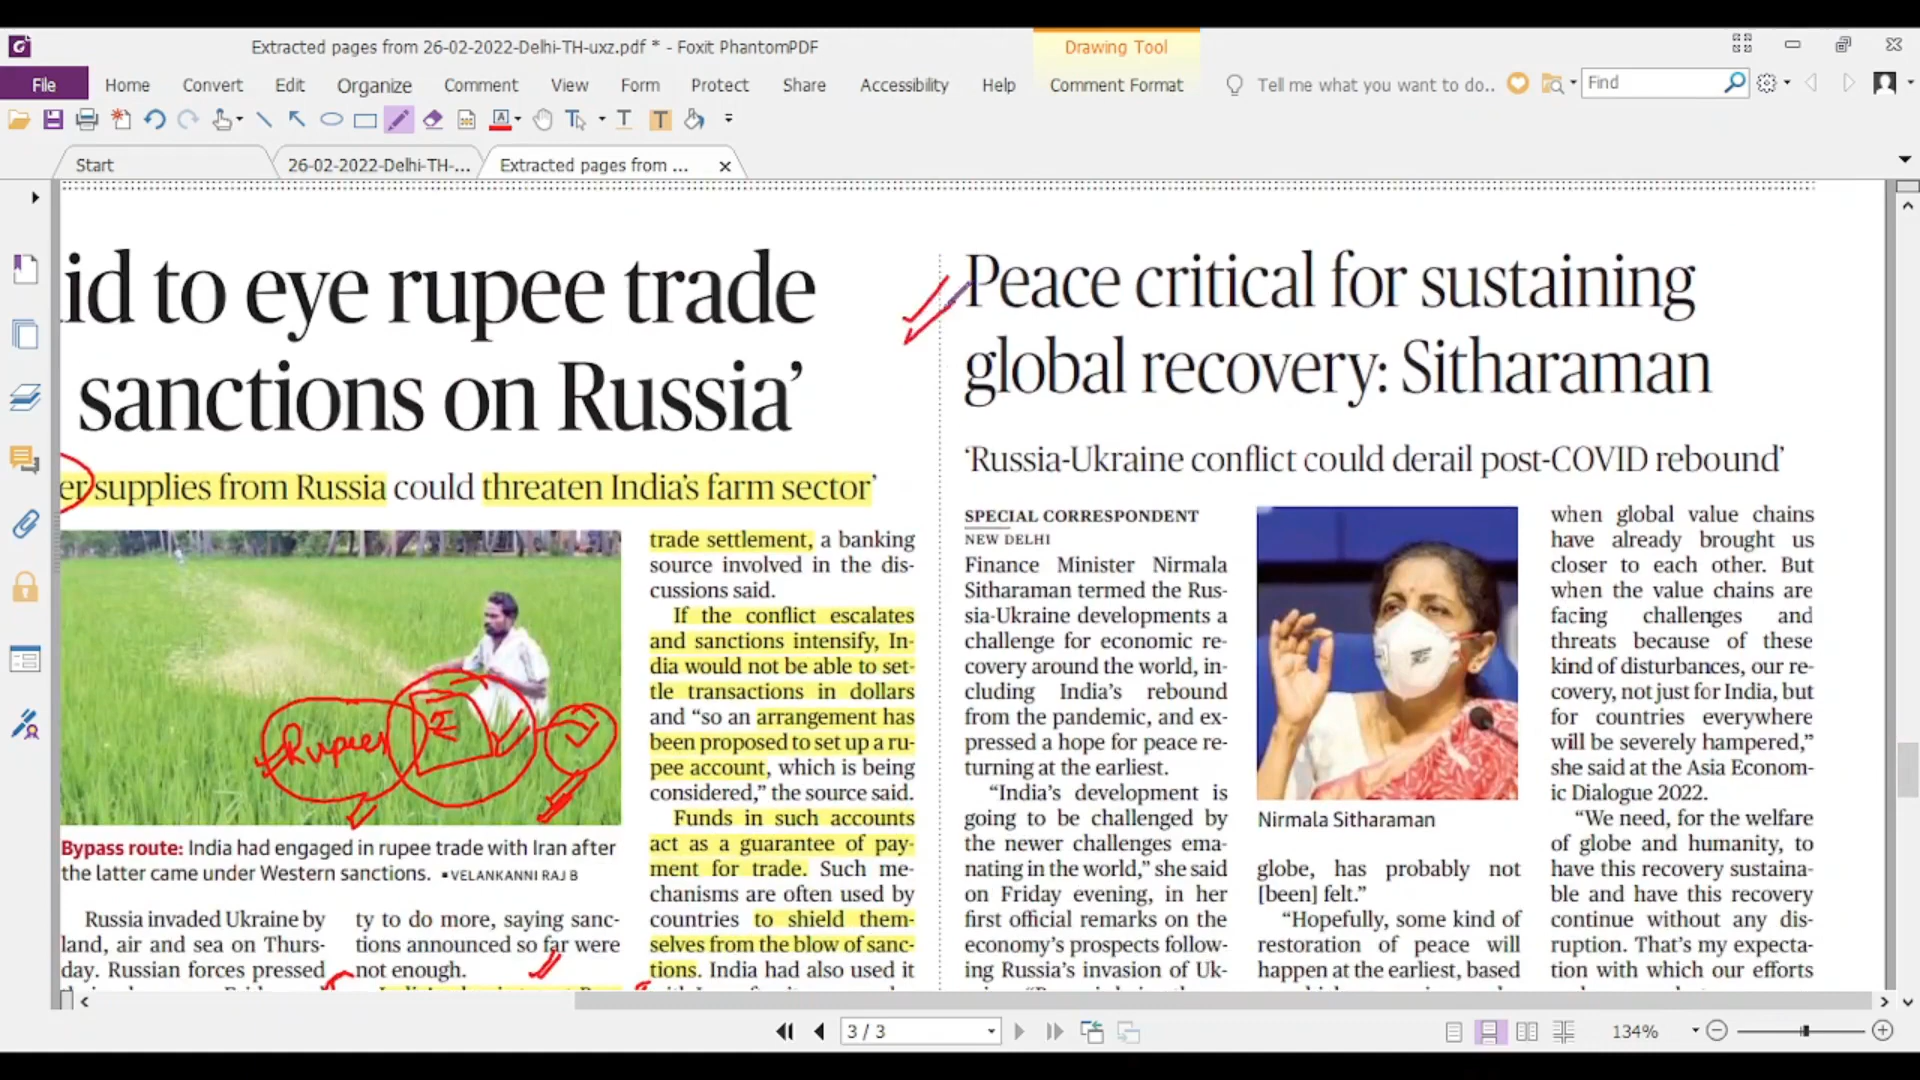 Extracted pages from 26-02-2022-Delhi-TH-uxz.pdf * - Foxit PhantomPDF
Drawing Tool
File
Home
Convert
Edit
Organize
Comment
View
Form
Protect
Share
Accessibility
Help
Comment Format
Tell me what you want to do..
Find
Start
26-02-2022-Delhi-TH-...
Extracted pages from ...
id to eye rupee trade
sanctions on Russia’
er supplies from Russia could threaten India’s farm sector’
Rupees
Bypass route: India had engaged in rupee trade with Iran after
the latter came under Western sanctions. ▪VELANKANNI RAJ B
Russia invaded Ukraine by
land, air and sea on Thurs-
day. Russian forces pressed
ty to do more, saying sanc-
tions announced so far were
not enough.
trade settlement, a banking
source involved in the dis-
cussions said.
If the conflict escalates
and sanctions intensify, In-
dia would not be able to set-
tle transactions in dollars
and “so an arrangement has
been proposed to set up a ru-
pee account, which is being
considered,” the source said.
Funds in such accounts
act as a guarantee of pay-
ment for trade. Such me-
chanisms are often used by
countries to shield them-
selves from the blow of sanc-
tions. India had also used it
Peace critical for sustaining
global recovery: Sitharaman
‘Russia-Ukraine conflict could derail post-COVID rebound’
SPECIAL CORRESPONDENT
NEW DELHI
Finance Minister Nirmala
Sitharaman termed the Rus-
sia-Ukraine developments a
challenge for economic re-
covery around the world, in-
cluding India’s rebound
from the pandemic, and ex-
pressed a hope for peace re-
turning at the earliest.
“India’s development is
going to be challenged by
the newer challenges ema-
nating in the world,” she said
on Friday evening, in her
first official remarks on the
economy’s prospects follow-
ing Russia’s invasion of Uk-
Nirmala Sitharaman
globe, has probably not
[been] felt.”
“Hopefully, some kind of
restoration of peace will
happen at the earliest, based
when global value chains
have already brought us
closer to each other. But
when the value chains are
facing challenges and
threats because of these
kind of disturbances, our re-
covery, not just for India, but
for countries everywhere
will be severely hampered,”
she said at the Asia Econom-
ic Dialogue 2022.
“We need, for the welfare
of globe and humanity, to
have this recovery sustaina-
ble and have this recovery
continue without any dis-
ruption. That’s my expecta-
tion with which our efforts
3 / 3
134%